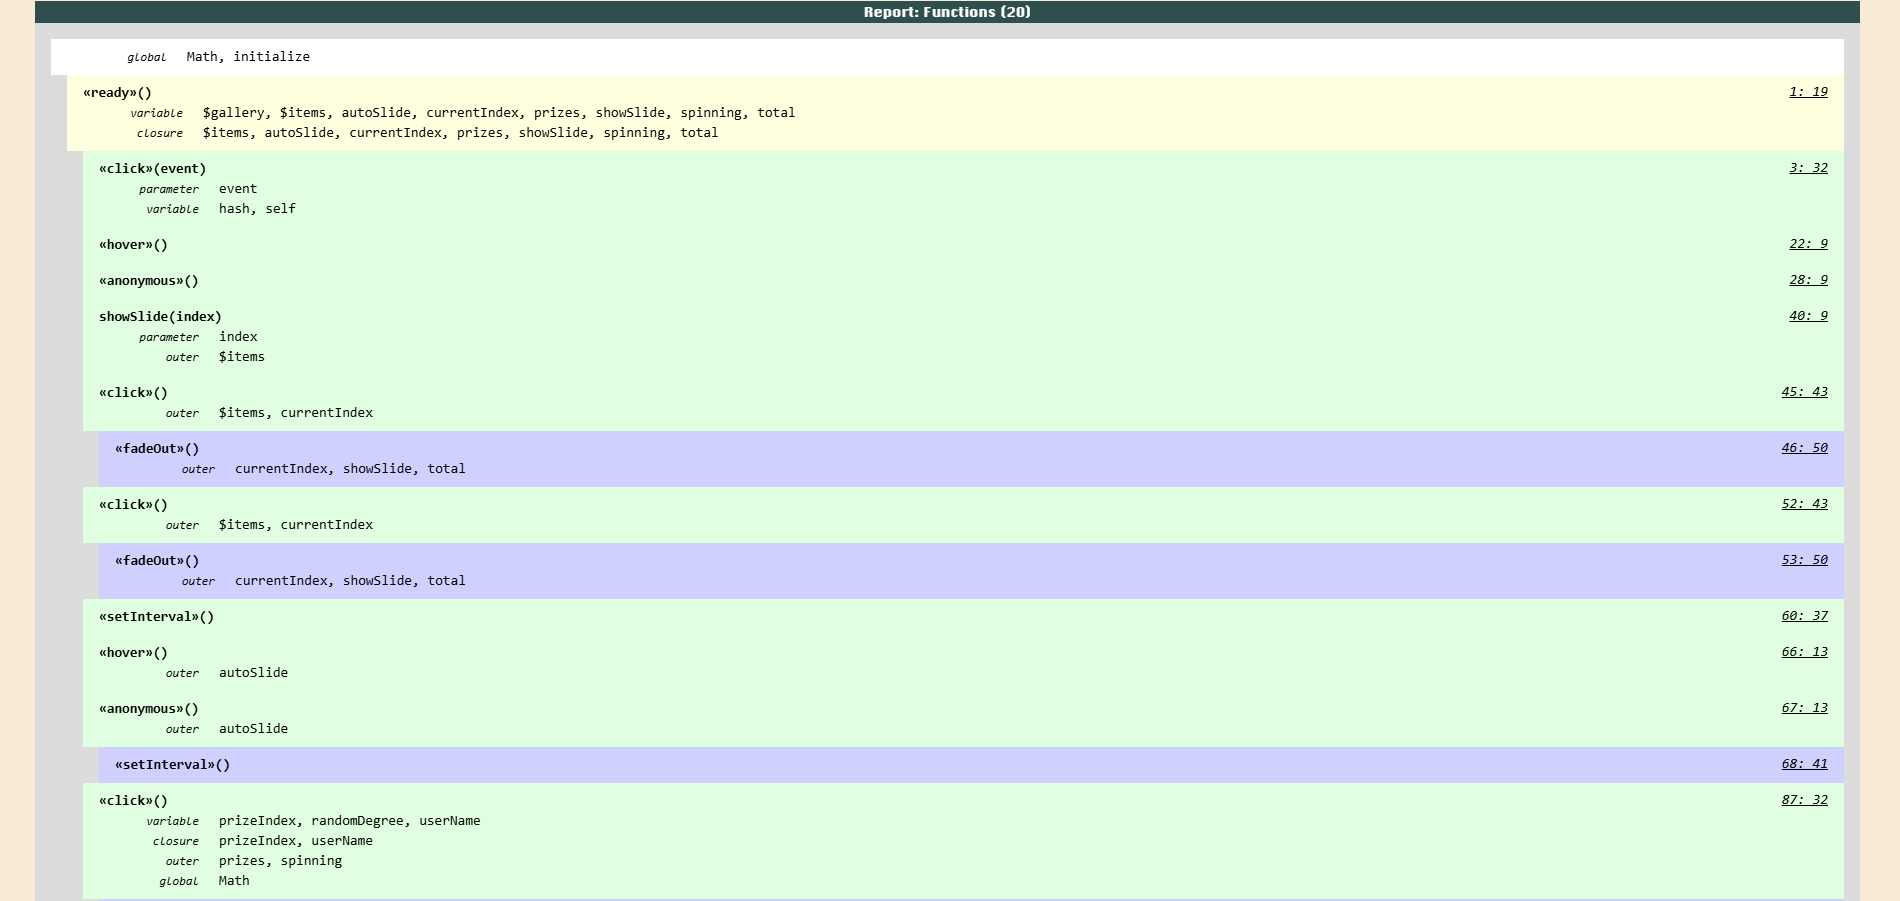 Report: Functions (20)
global Math, initialize
«ready»() 1: 19
variable $gallery, $items, autoSlide, currentIndex, prizes, showSlide, spinning, total
closure $items, autoSlide, currentIndex, prizes, showSlide, spinning, total
«click»(event) 3: 32
parameter event
variable hash, self
«hover»() 22: 9
«anonymous»() 28: 9
showSlide(index) 40: 9
parameter index
outer $items
«click»() 45: 43
outer $items, currentIndex
«fadeOut»() 46: 50
outer currentIndex, showSlide, total
«click»() 52: 43
outer $items, currentIndex
«fadeOut»() 53: 50
outer currentIndex, showSlide, total
«setInterval»() 60: 37
«hover»() 66: 13
outer autoSlide
«anonymous»() 67: 13
outer autoSlide
«setInterval»() 68: 41
«click»() 87: 32
variable prizeIndex, randomDegree, userName
closure prizeIndex, userName
outer prizes, spinning
global Math